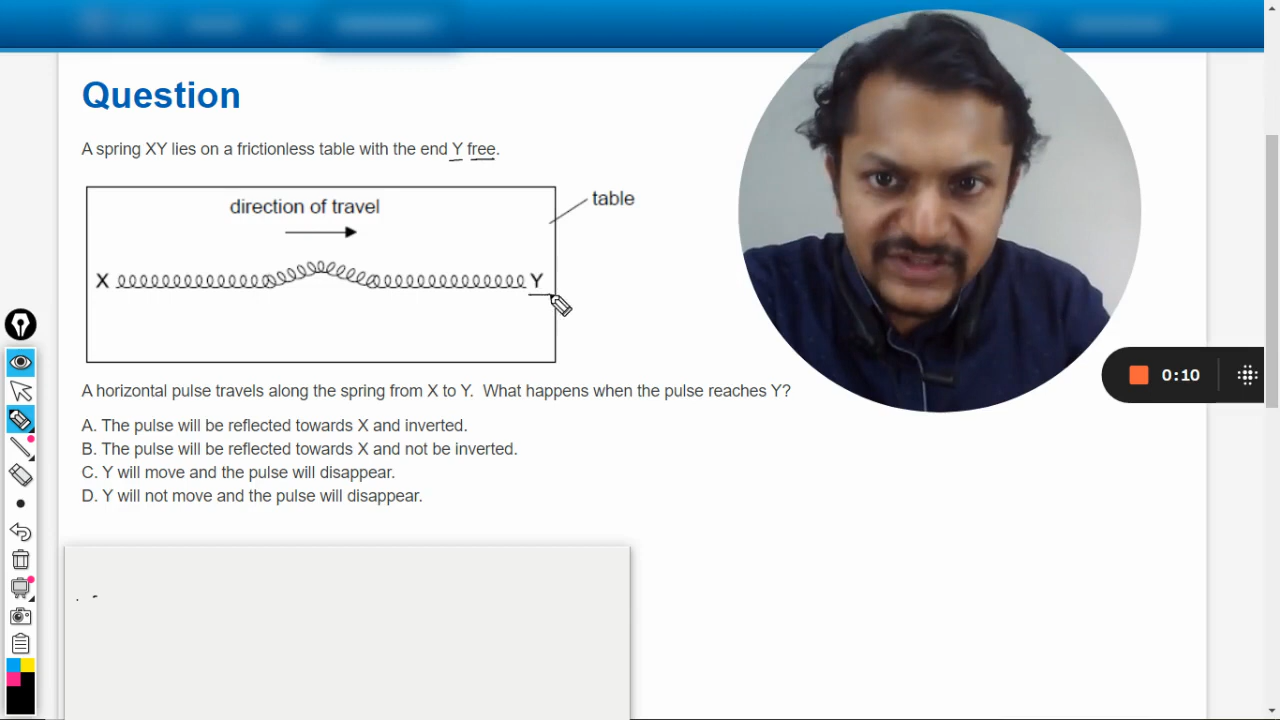 Question
A spring XY lies on a frictionless table with the end Y free.
direction of travel
table
X
Y
A horizontal pulse travels along the spring from X to Y. What happens when the pulse reaches Y?
A. The pulse will be reflected towards X and inverted.
B. The pulse will be reflected towards X and not be inverted.
C. Y will move and the pulse will disappear.
D. Y will not move and the pulse will disappear.
0:10